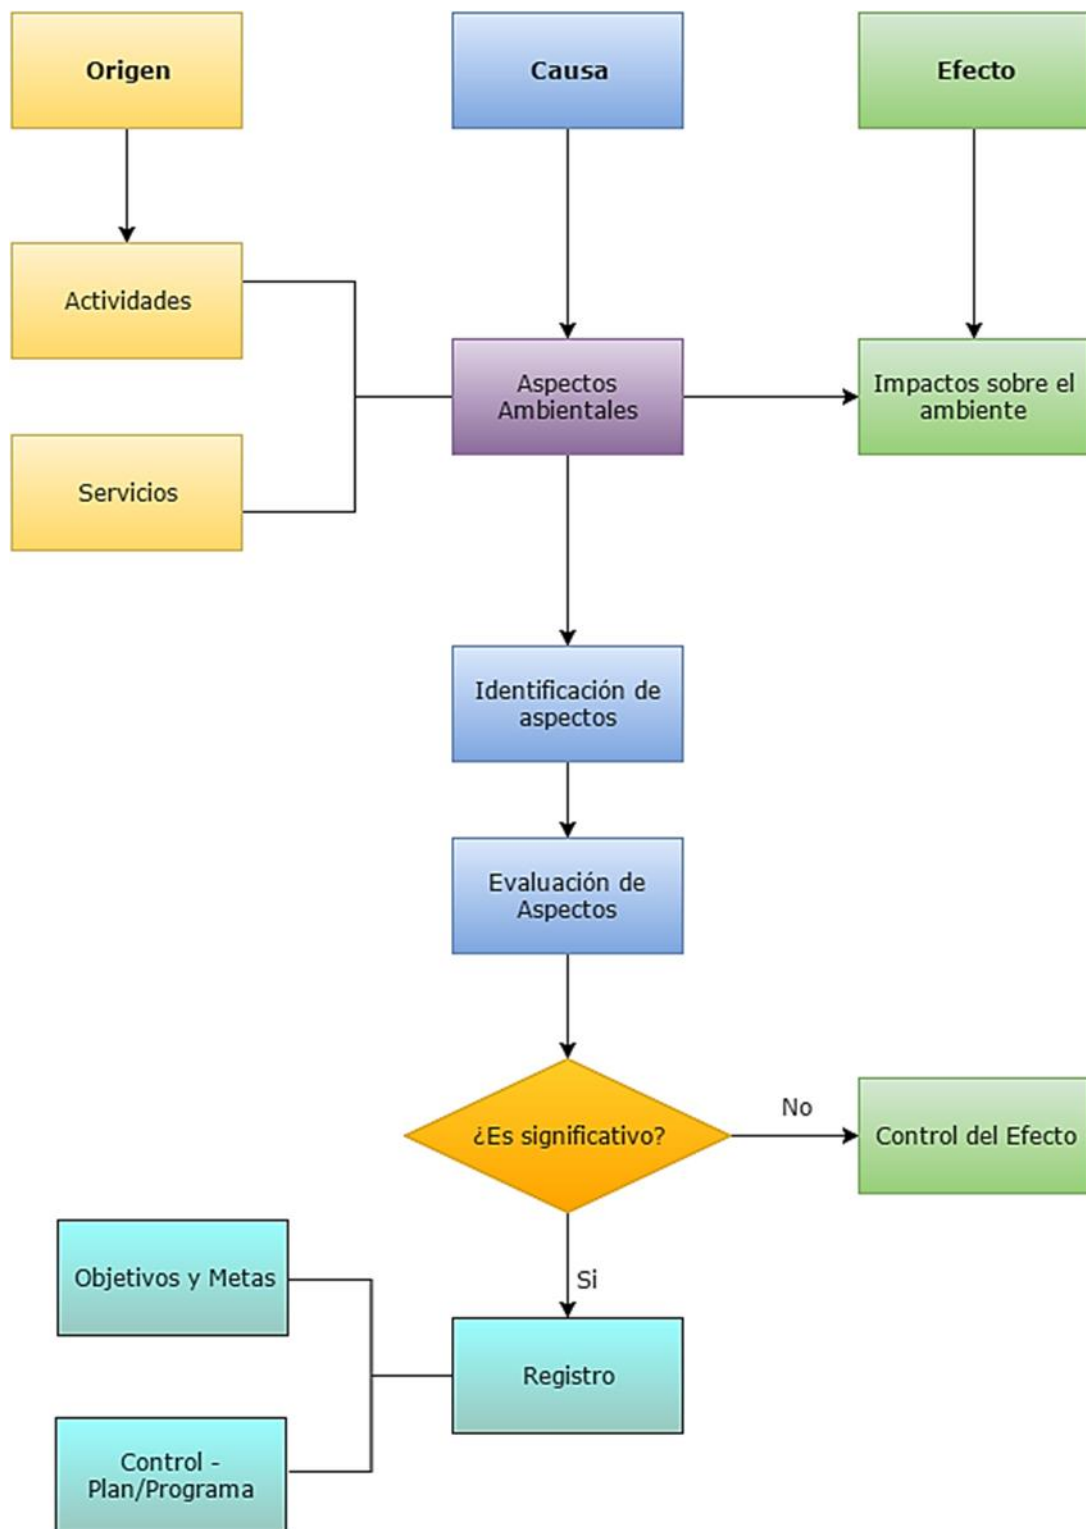 Origen
Causa
Efecto
Actividades
Aspectos
Ambientales
Impactos sobre el
ambiente
Servicios
Identificación de
aspectos
Evaluación de
Aspectos
¿Es significativo?
No
Control del Efecto
Si
Objetivos y Metas
Registro
Control -
Plan/Programa